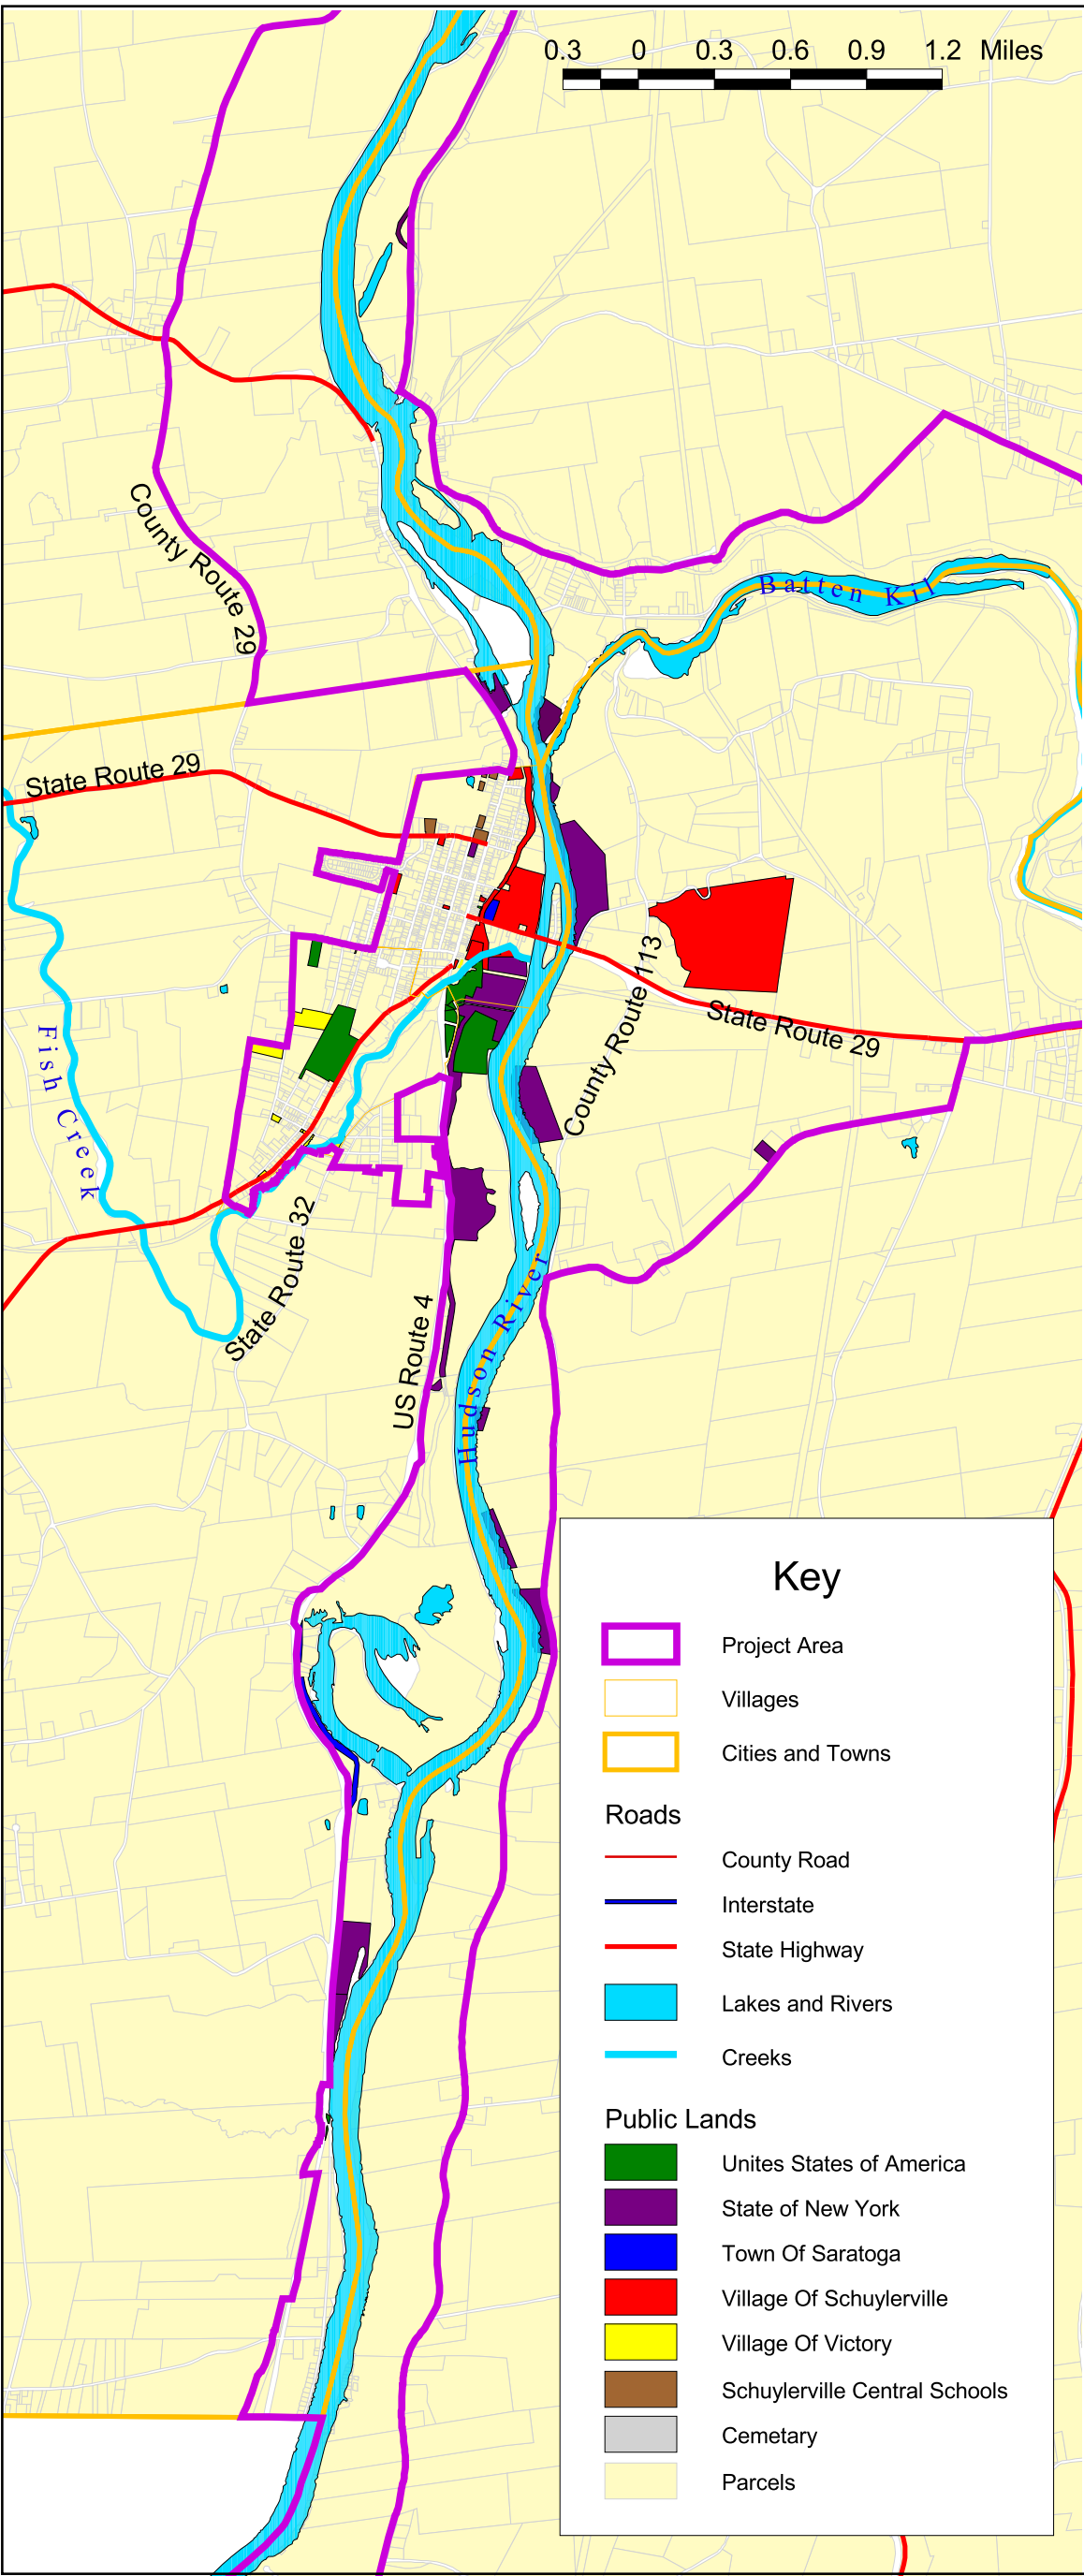 0.3 0 0.3 0.6 0.9 1.2 Miles
County Route 29
Batten Kil
State Route 29
County Route 113
State Route 29
Fish Creek
State Route 32
US Route 4
Hudson River
Key
Project Area
Villages
Cities and Towns
Roads
County Road
Interstate
State Highway
Lakes and Rivers
Creeks
Public Lands
Unites States of America
State of New York
Town Of Saratoga
Village Of Schuylerville
Village Of Victory
Schuylerville Central Schools
Cemetary
Parcels